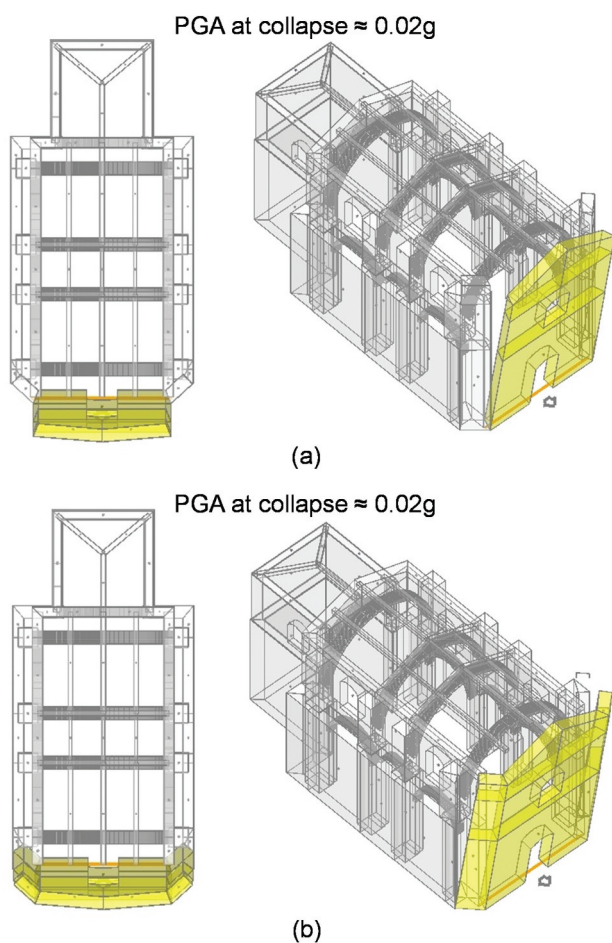 PGA at collapse ≈ 0.02g
(a)
PGA at collapse ≈ 0.02g
(b)